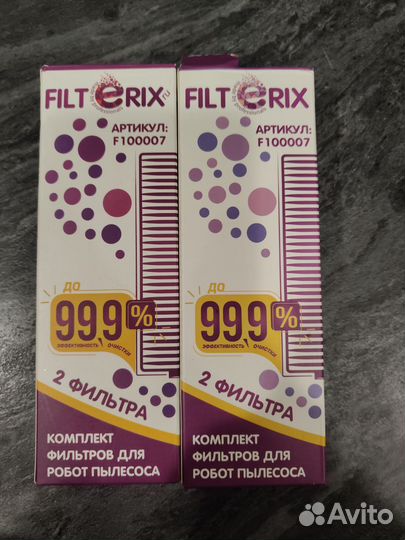 FILTERIX.ru
АРТИКУЛ:
F100007
ДО
99,9%
ЭФФЕКТИВНОСТЬ ОЧИСТКИ
2 ФИЛЬТРА
КОМПЛЕКТ
ФИЛЬТРОВ ДЛЯ
РОБОТ ПЫЛЕСОСА
FILTERIX
АРТИКУЛ:
F100007
ДО
99,9%
ЭФФЕКТИВНОСТЬ ОЧИСТКИ
2 ФИЛЬТРА
КОМПЛЕКТ
ФИЛЬТРОВ ДЛЯ
РОБОТ ПЫЛЕСОСА
Avito